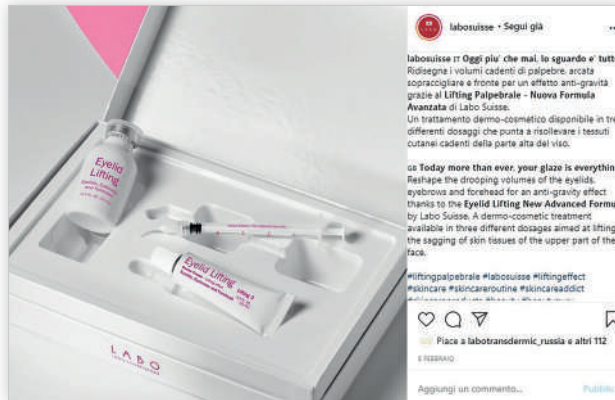 Eyelid
Lifting
Eyelid Lifting
Lifting 3
LABO
LABO
labosuisse • Segui già
labosuisse IT Oggi piu' che mai, lo sguardo e' tutto
Ridisegna i volumi cadenti di palpebre, arcata
sopraccigliare e fronte per un effetto anti-gravità
grazie al Lifting Palpebrale - Nuova Formula
Avanzata di Labo Suisse.
Un trattamento dermo-cosmetico disponibile in tre
differenti dosaggi che punta a risollevare i tessuti
cutanei cadenti della parte alta del viso.
GB Today more than ever, your glaze is everythin
Reshape the drooping volumes of the eyelids,
eyebrows and forehead for an anti-gravity effect
thanks to the Eyelid Lifting New Advanced Formu
by Labo Suisse. A dermo-cosmetic treatment
available in three different dosages aimed at lifting
the sagging of skin tissues of the upper part of the
face.
#liftingpalpebrale #labosuisse #liftingeffect
#skincare #skincareroutine #skincareaddict
Piace a labotransdermic_russia e altri 112
6 FEBBRAIO
Aggiungi un commento...
Pubblic